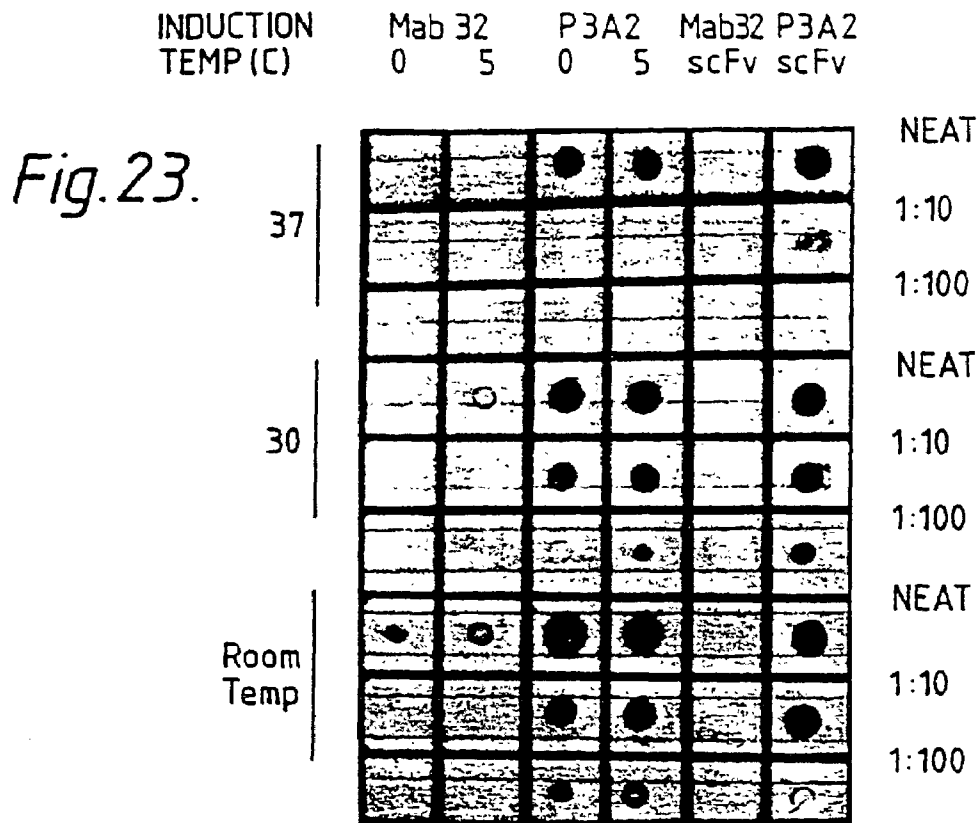 INDUCTION Mab 32 P3A2 Mab32 P3A2
TEMP (C) 0 5 0 5 scFv scFv
Fig. 23.
NEAT
37
1:10
1:100
NEAT
30
1:10
1:100
NEAT
Room
Temp
1:10
1:100